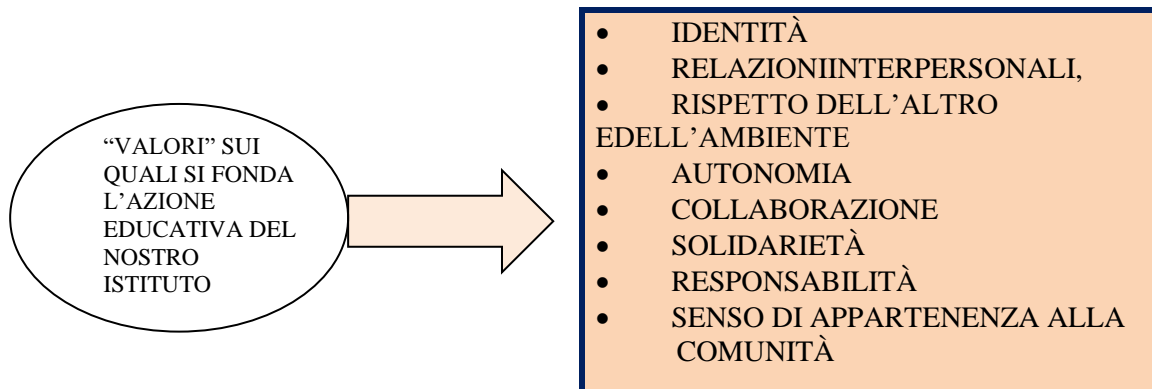 “VALORI” SUI
QUALI SI FONDA
L’AZIONE
EDUCATIVA DEL
NOSTRO
ISTITUTO
• IDENTITÀ
• RELAZIONIINTERPERSONALI,
• RISPETTO DELL’ALTRO
EDELL’AMBIENTE
• AUTONOMIA
• COLLABORAZIONE
• SOLIDARIETÀ
• RESPONSABILITÀ
• SENSO DI APPARTENENZA ALLA
COMUNITÀ